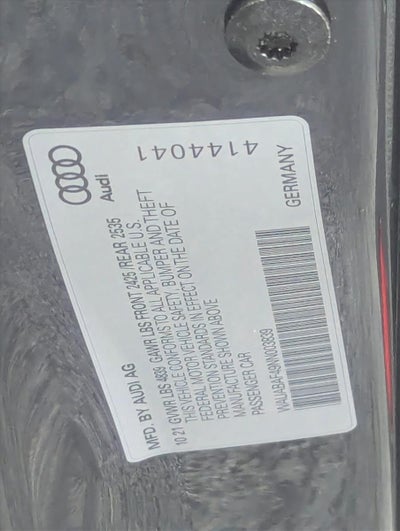 Audi
4144041
MFD. BY AUDI AG
10 21 GVWR LBS 4839 GAWR LBS FRONT 2425 REAR 2535
THIS VEHICLE CONFORMS TO ALL APPLICABLE U.S.
FEDERAL MOTOR VEHICLE SAFETY, BUMPER AND THEFT
PREVENTION STANDARDS IN EFFECT ON THE DATE OF
MANUFACTURE SHOWN ABOVE
PASSENGER CAR
GERMANY